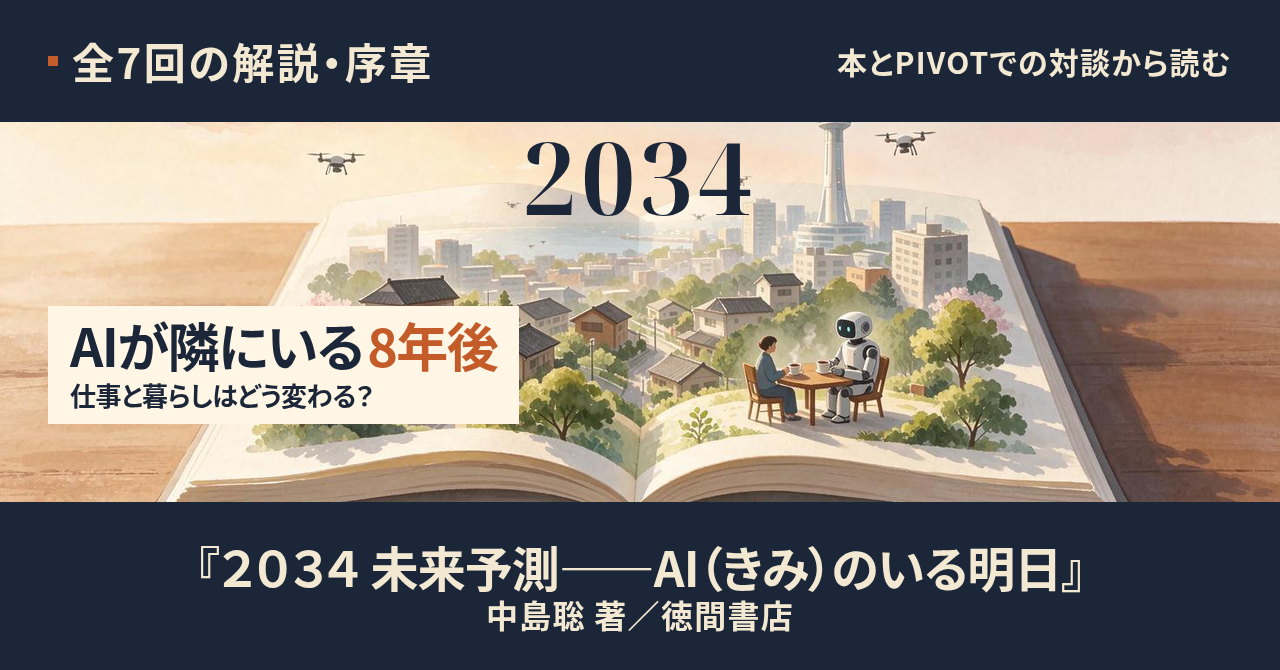 全7回の解説・序章
本とPIVOTでの対談から読む
2034
AIが隣にいる8年後
仕事と暮らしはどう変わる?
『2034 未来予測――AI(きみ)のいる明日』
中島聡 著／徳間書店